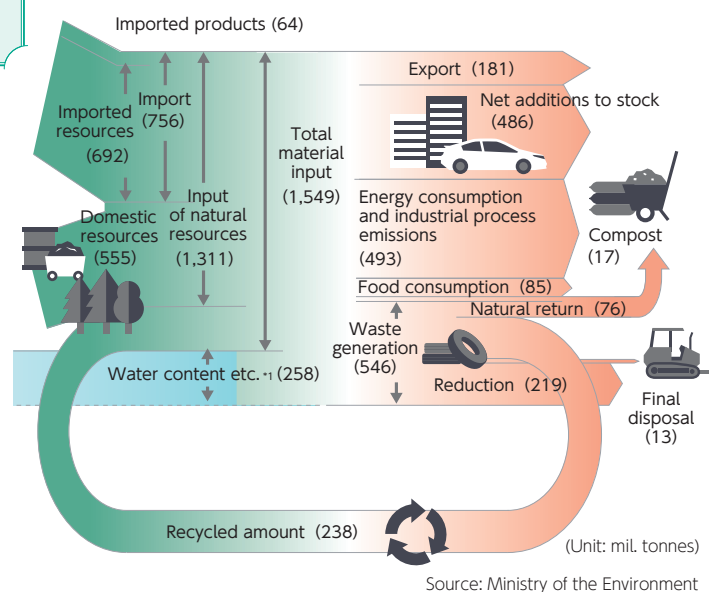 Imported products (64)
Imported
resources
(692)
Import
(756)
Domestic
resources
(555)
Input
of natural
resources
(1,311)
Total
material
input
(1,549)
Water content etc. *1 (258)
Export (181)
Net additions to stock
(486)
Energy consumption
and industrial process
emissions
(493)
Food consumption (85)
Natural return (76)
Compost
(17)
Waste
generation
(546)
Reduction (219)
Final
disposal
(13)
Recycled amount (238)
(Unit: mil. tonnes)
Source: Ministry of the Environment